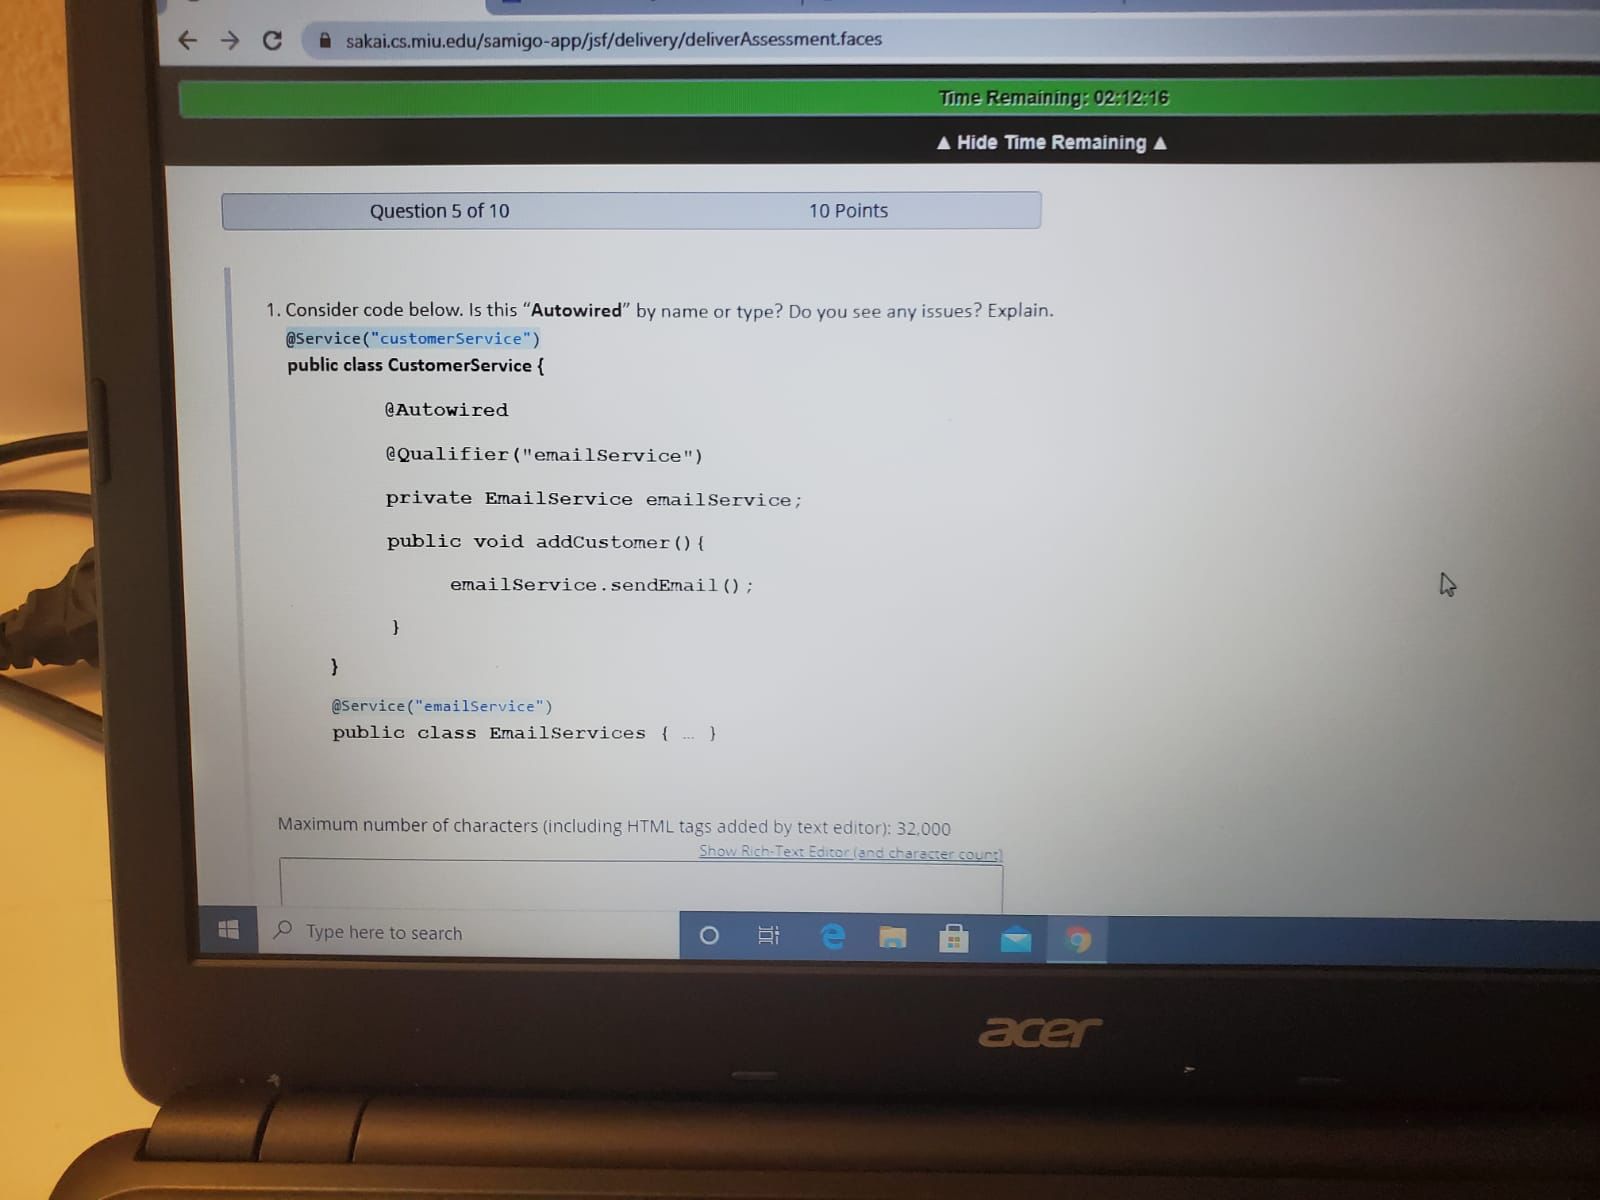 sakai.cs.miu.edu/samigo-app/jsf/delivery/deliverAssessment.faces
Time Remaining: 02:12:16
▲ Hide Time Remaining ▲
Question 5 of 10 10 Points
1. Consider code below. Is this “Autowired” by name or type? Do you see any issues? Explain.
@Service("customerService")
public class CustomerService {
@Autowired
@Qualifier("emailService")
private EmailService emailService;
public void addCustomer(){
emailService.sendEmail();
}
}
@Service("emailService")
public class EmailServices { … }
Maximum number of characters (including HTML tags added by text editor): 32,000
Show Rich-Text Editor (and character count)
Type here to search
acer